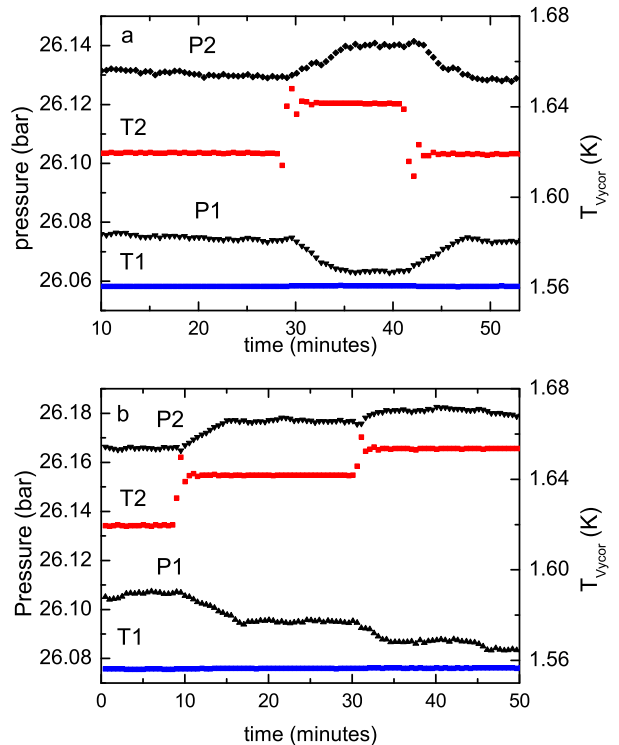 a
P2
T2
P1
T1
26.14
26.12
26.10
26.08
26.06
pressure (bar)
1.68
1.64
1.60
1.56
T_Vycor (K)
10 20 30 40 50
time (minutes)
b
P2
T2
P1
T1
26.18
26.16
26.14
26.12
26.10
26.08
Pressure (bar)
1.68
1.64
1.60
1.56
T_Vycor (K)
0 10 20 30 40 50
time (minutes)